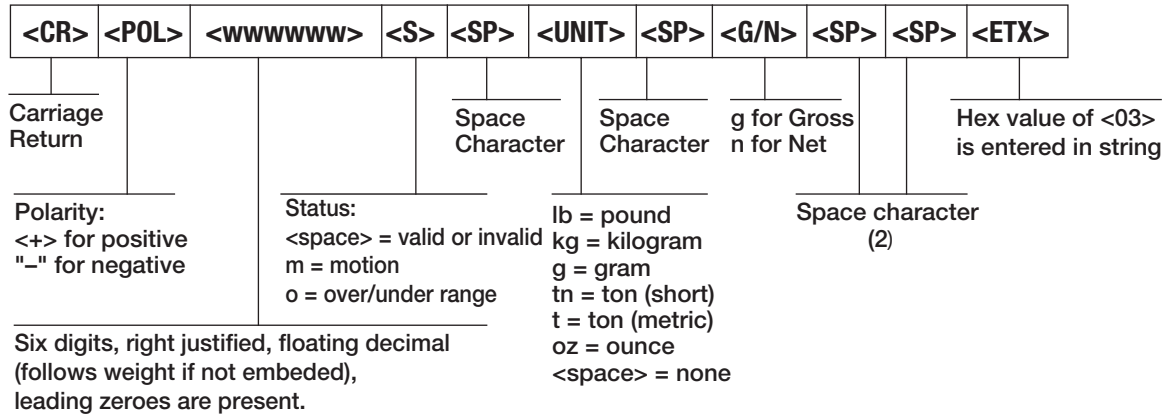 <CR> <POL> <wwwwww> <S> <SP> <UNIT> <SP> <G/N> <SP> <SP> <ETX>
Carriage
Return
Space
Character
Space
Character
g for Gross
n for Net
Hex value of <03>
is entered in string
Polarity:
<+> for positive
"–" for negative
Status:
<space> = valid or invalid
m = motion
o = over/under range
lb = pound
kg = kilogram
g = gram
tn = ton (short)
t = ton (metric)
oz = ounce
<space> = none
Space character
(2)
Six digits, right justified, floating decimal
(follows weight if not embeded),
leading zeroes are present.